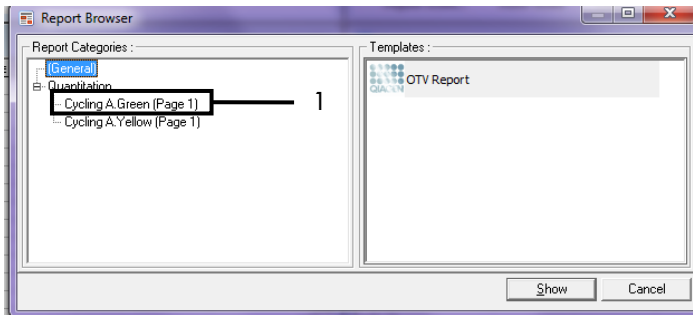 Report Browser
Report Categories :
(General)
Quantitation
Cycling A.Green (Page 1)
Cycling A.Yellow (Page 1)
1
Templates :
QIAGEN
OTV Report
Show
Cancel